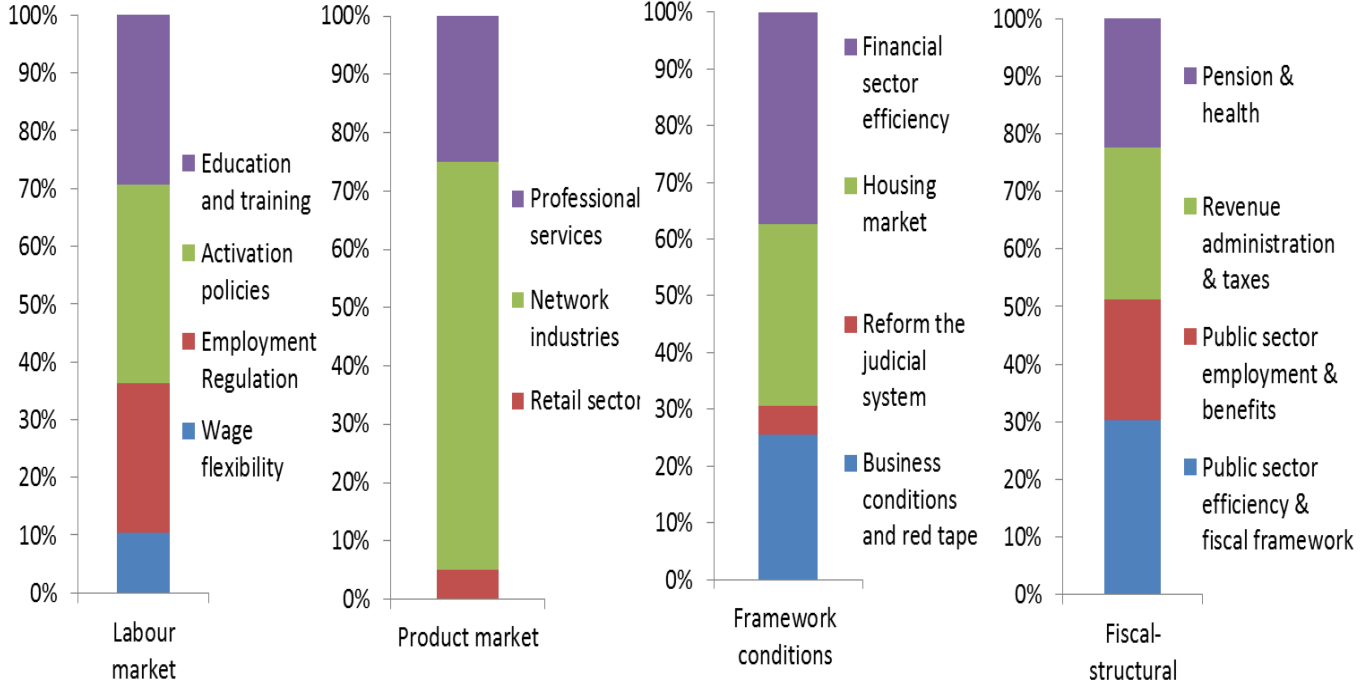 100%
90%
80%
70%
60%
50%
40%
30%
20%
10%
0%
Education
and training
Activation
policies
Employment
Regulation
Wage
flexibility
Labour
market
100%
90%
80%
70%
60%
50%
40%
30%
20%
10%
0%
Professional
services
Network
industries
Retail sector
Product market
100%
90%
80%
70%
60%
50%
40%
30%
20%
10%
0%
Financial
sector
efficiency
Housing
market
Reform the
judicial
system
Business
conditions
and red tape
Framework
conditions
100%
90%
80%
70%
60%
50%
40%
30%
20%
10%
0%
Pension &
health
Revenue
administration
& taxes
Public sector
employment &
benefits
Public sector
efficiency &
fiscal framework
Fiscal-
structural